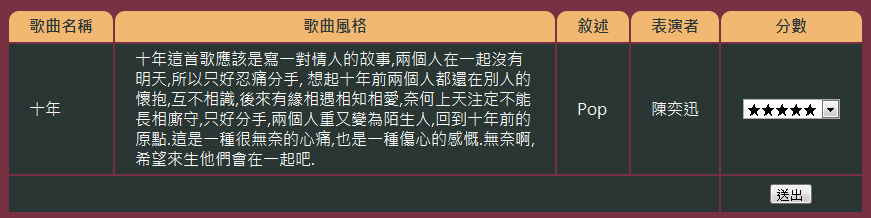 歌曲名稱 歌曲風格 敘述 表演者 分數
十年這首歌應該是寫一對情人的故事,兩個人在一起沒有
明天,所以只好忍痛分手, 想起十年前兩個人都還在別人的
懷抱,互不相識,後來有緣相遇相知相愛,奈何上天注定不能
十年 長相廝守,只好分手,兩個人重又變為陌生人,回到十年前的 Pop 陳奕迅 ★★★★★
原點.這是一種很無奈的心痛,也是一種傷心的感慨.無奈啊,
希望來生他們會在一起吧.
送出